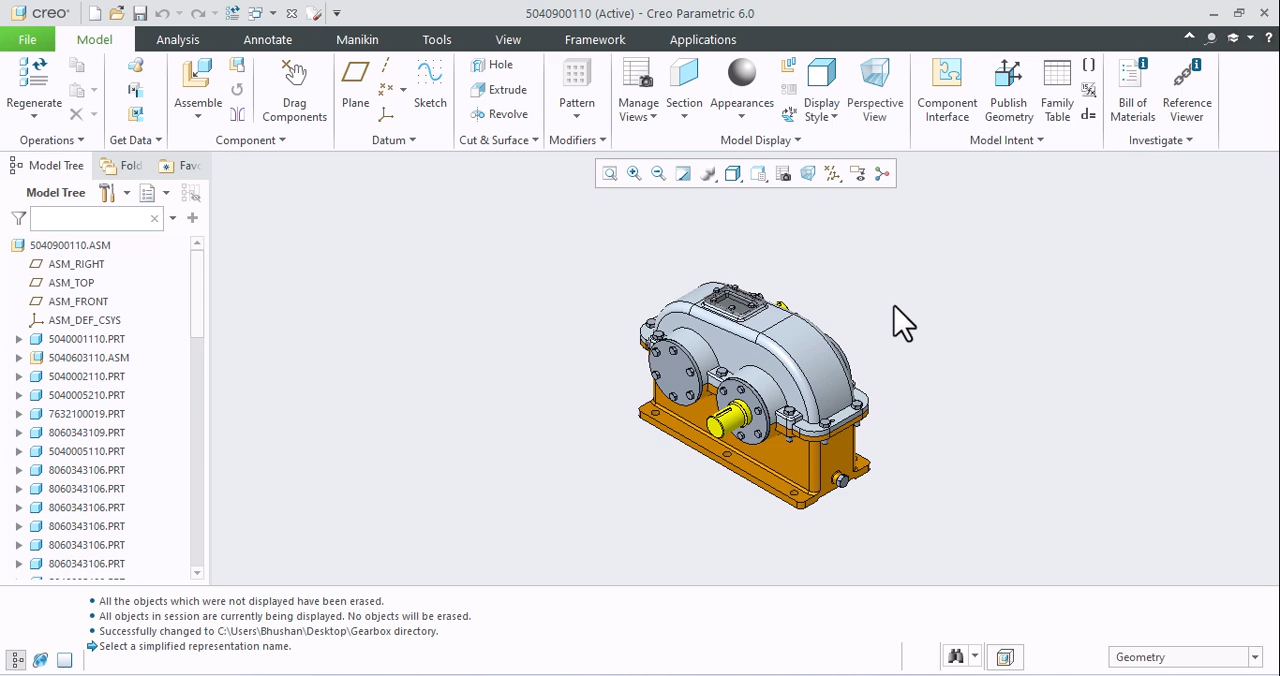 creo®
5040900110 (Active) - Creo Parametric 6.0
File Model Analysis Annotate Manikin Tools View Framework Applications
Regenerate
Operations
Get Data
Assemble
Drag Components
Component
Plane
Sketch
Datum
Hole
Extrude
Revolve
Cut & Surface
Pattern
Modifiers
Manage Views
Section
Appearances
Display Style
Perspective View
Model Display
Component Interface
Publish Geometry
Family Table
d=
Model Intent
Bill of Materials
Reference Viewer
Investigate
Model Tree Fold Fav
Model Tree
5040900110.ASM
ASM_RIGHT
ASM_TOP
ASM_FRONT
ASM_DEF_CSYS
5040001110.PRT
5040603110.ASM
5040002110.PRT
5040005210.PRT
7632100019.PRT
8060343109.PRT
5040005110.PRT
8060343106.PRT
8060343106.PRT
8060343106.PRT
8060343106.PRT
8060343106.PRT
8060343106.PRT
All the objects which were not displayed have been erased.
All objects in session are currently being displayed. No objects will be erased.
Successfully changed to C:\Users\Bhushan\Desktop\Gearbox directory.
Select a simplified representation name.
Geometry